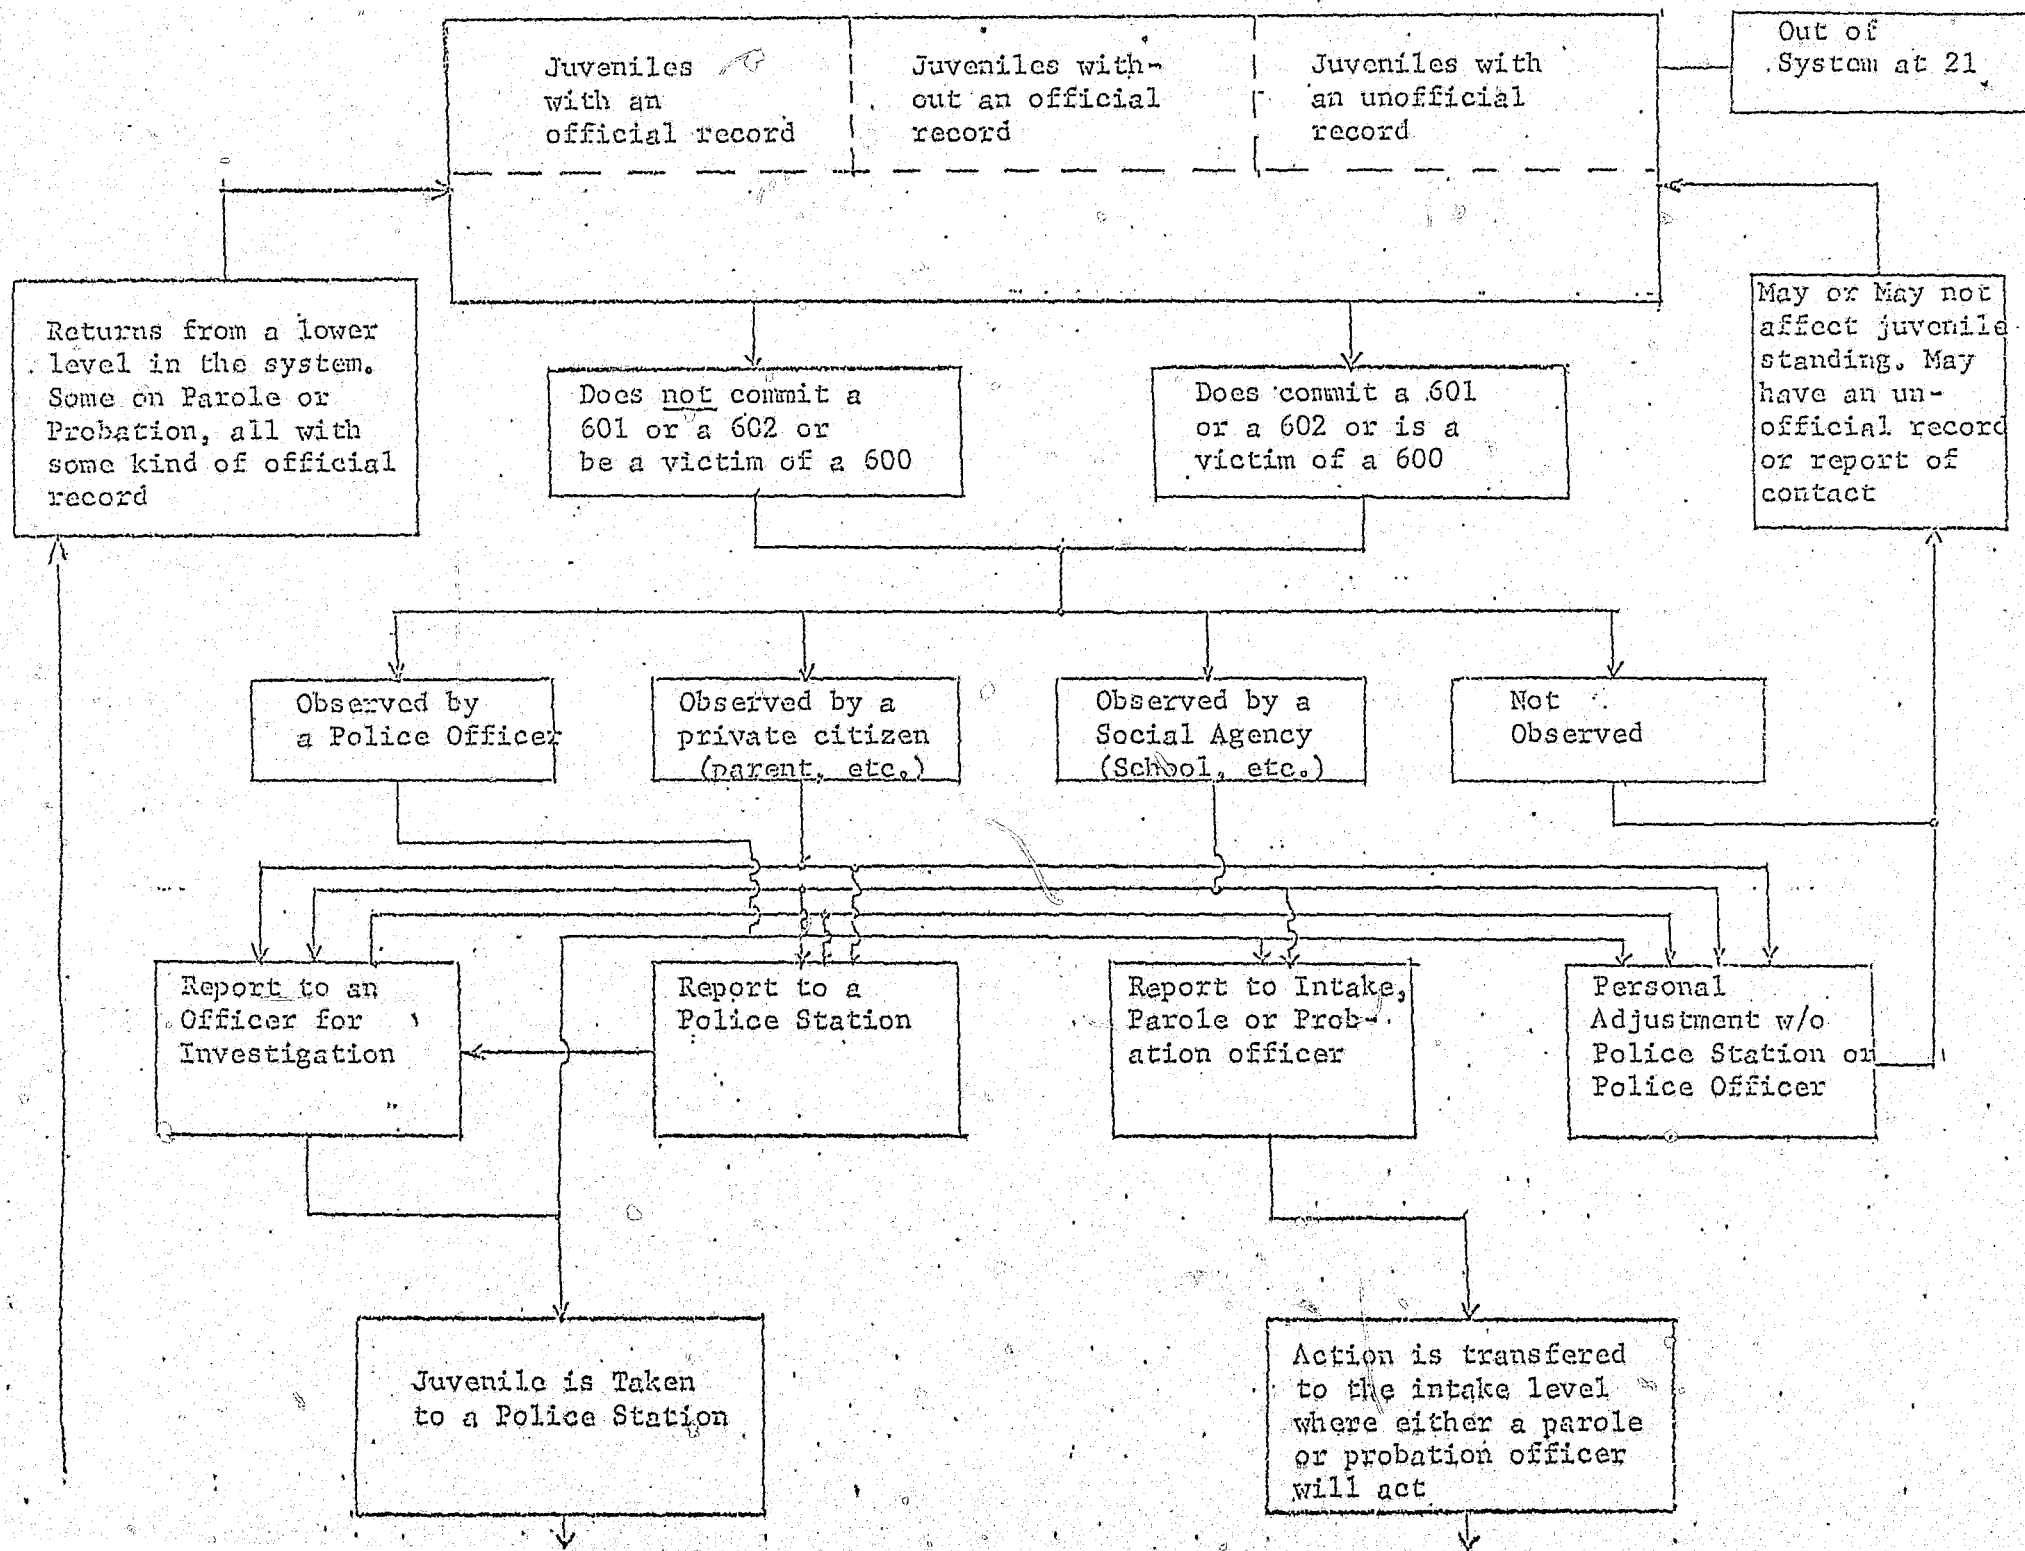 Juveniles
with an
official record
Juveniles with-
out an official
record
Juveniles with
an unofficial
record
Out of
System at 21
Returns from a lower
level in the system.
Some on Parole or
Probation, all with
some kind of official
record
Does not commit a
601 or a 602 or
be a victim of a 600
Does commit a 601
or a 602 or is a
victim of a 600
May or May not
affect juvenile
standing. May
have an un-
official record
or report of
contact
Observed by
a Police Officer
Observed by a
private citizen
(parent, etc.)
Observed by a
Social Agency
(School, etc.)
Not
Observed
Report to an
Officer for
Investigation
Report to a
Police Station
Report to Intake,
Parole or Prob-
ation officer
Personal
Adjustment w/o
Police Station or
Police Officer
Juvenile is Taken
to a Police Station
Action is transfered
to the intake level
where either a parole
or probation officer
will act